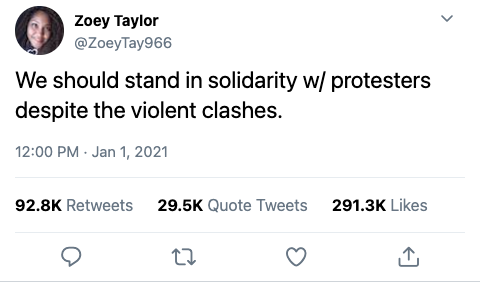 Zoey Taylor
@ZoeyTay966
We should stand in solidarity w/ protesters
despite the violent clashes.
12:00 PM · Jan 1, 2021
92.8K Retweets 29.5K Quote Tweets 291.3K Likes